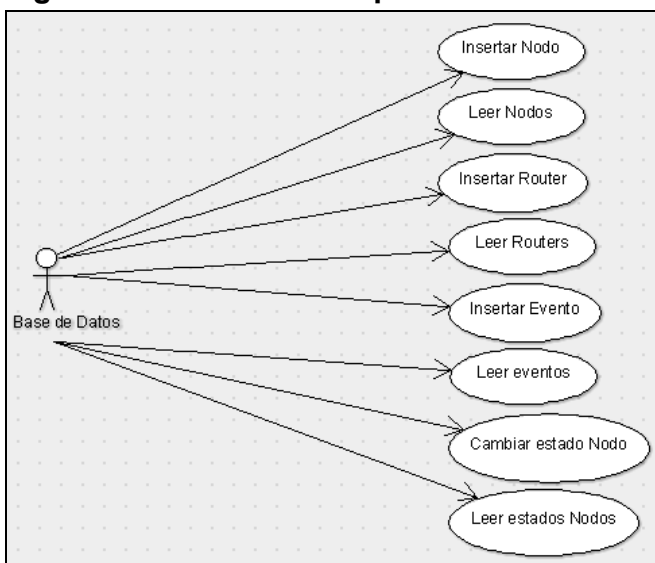 Insertar Nodo
Leer Nodos
Insertar Router
Leer Routers
Base de Datos
Insertar Evento
Leer eventos
Cambiar estado Nodo
Leer estados Nodos